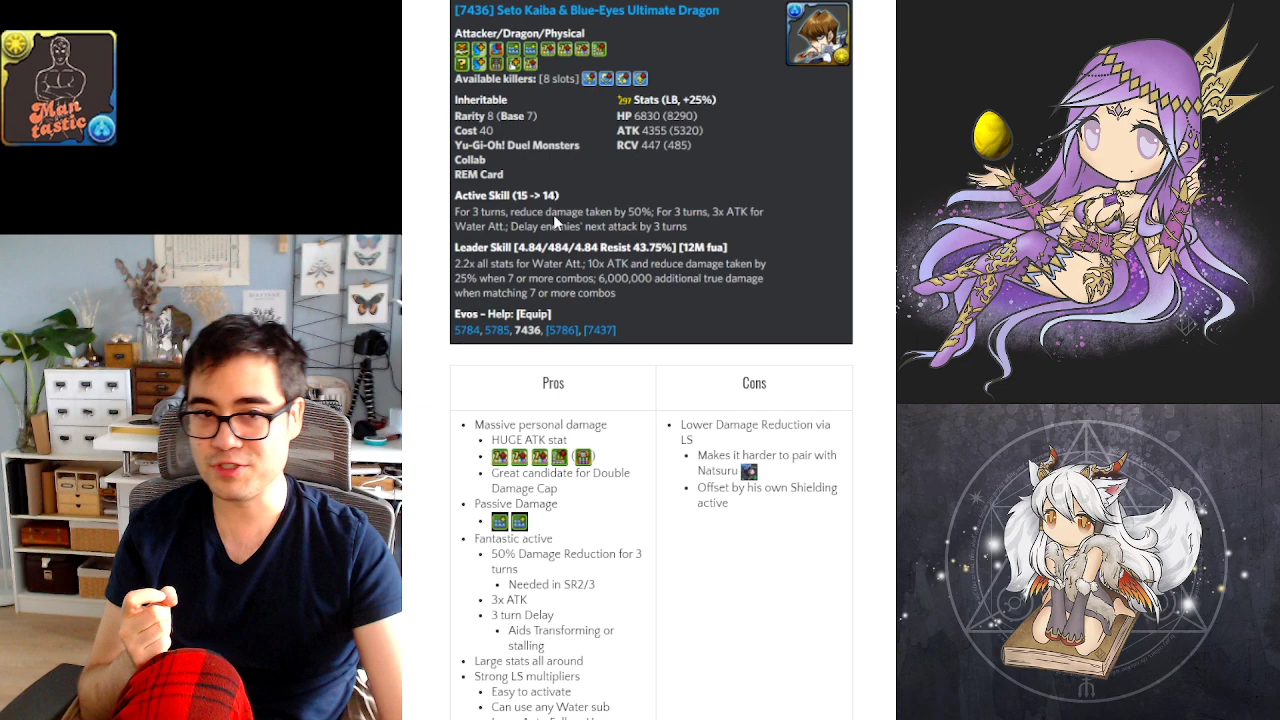 Man
tastic
[7436] Seto Kaiba & Blue-Eyes Ultimate Dragon
Attacker/Dragon/Physical
Available killers: [8 slots]
Inheritable
Rarity 8 (Base 7)
Cost 40
Yu-Gi-Oh! Duel Monsters
Collab
REM Card
297 Stats (LB, +25%)
HP 6830 (8290)
ATK 4355 (5320)
RCV 447 (485)
Active Skill (15 -> 14)
For 3 turns, reduce damage taken by 50%; For 3 turns, 3x ATK for
Water Att.; Delay enemies' next attack by 3 turns
Leader Skill [4.84/484/4.84 Resist 43.75%] [12M fua]
2.2x all stats for Water Att.; 10x ATK and reduce damage taken by
25% when 7 or more combos; 6,000,000 additional true damage
when matching 7 or more combos
Evos – Help: [Equip]
5784, 5785, 7436, [5786], [7437]
Pros
Massive personal damage
HUGE ATK stat
( )
Great candidate for Double
Damage Cap
Passive Damage
Fantastic active
50% Damage Reduction for 3
turns
Needed in SR2/3
3x ATK
3 turn Delay
Aids Transforming or
stalling
Large stats all around
Strong LS multipliers
Easy to activate
Can use any Water sub
Cons
Lower Damage Reduction via
LS
Makes it harder to pair with
Natsuru
Offset by his own Shielding
active